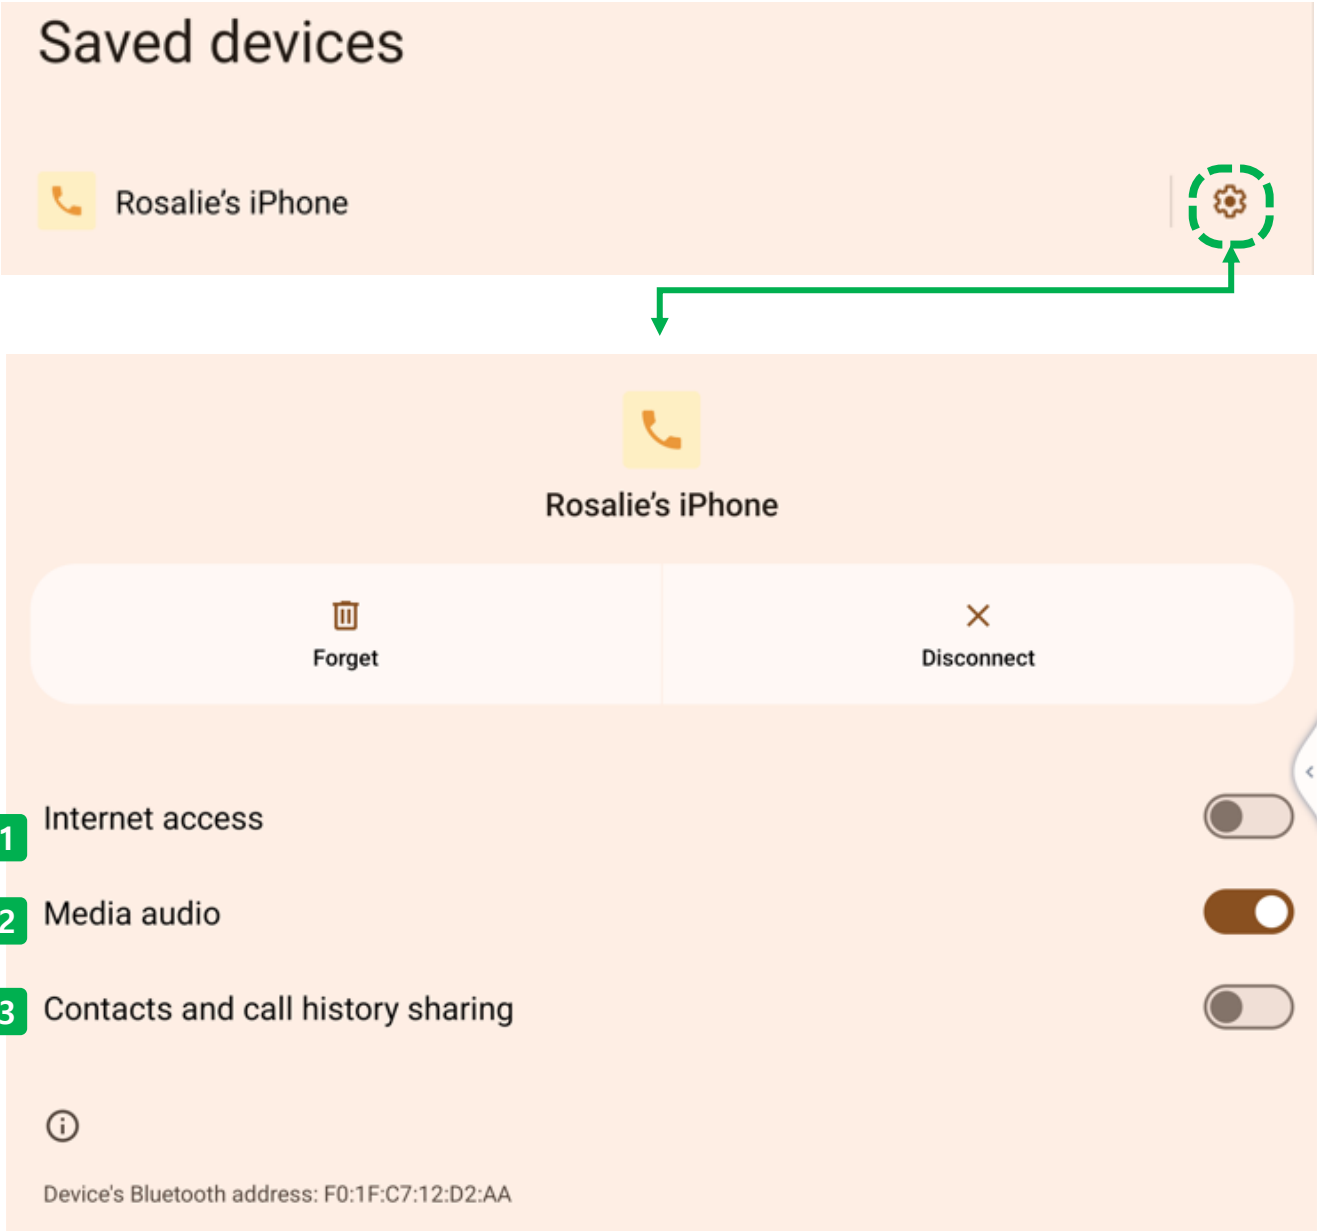 Saved devices
Rosalie's iPhone
Rosalie's iPhone
Forget
Disconnect
1 Internet access
2 Media audio
3 Contacts and call history sharing
Device's Bluetooth address: F0:1F:C7:12:D2:AA